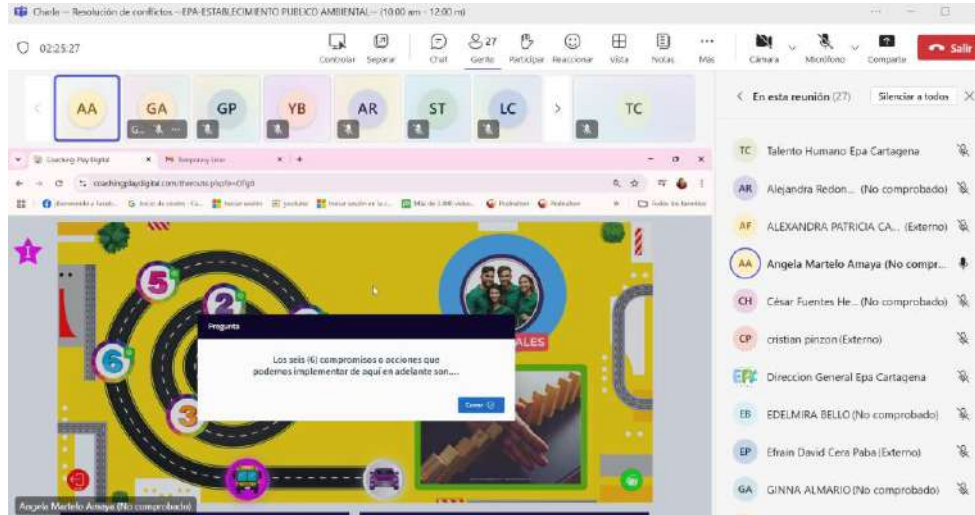 Charla – Resolución de conflictos – EPA-ESTABLECIMIENTO PUBLICO AMBIENTAL – (10:00 am - 12:00 m)
02:25:27
Controlar Separar Chat 27 Gente Participar Reaccionar Vista Notas Más Cámara Micrófono Compartir Salir
AA GA GP YB AR ST LC TC
G...
En esta reunión (27) Silenciar a todos
Coaching Play Digital
TC Talento Humano Epa Cartagena
AR Alejandra Redon... (No comprobado)
AF ALEXANDRA PATRICIA CA... (Externo)
AA Angela Martelo Amaya (No compr...
CH César Fuentes He... (No comprobado)
CP cristian pinzon (Externo)
EPA Direccion General Epa Cartagena
EB EDELMIRA BELLO (No comprobado)
EP Efrain David Cera Paba (Externo)
GA GINNA ALMARIO (No comprobado)
1
5
2
6
3
ALES
Pregunta
Los seis (6) compromisos o acciones que
podemos implementar de aquí en adelante son....
Cerrar
Angela Martelo Amaya (No comprobado)